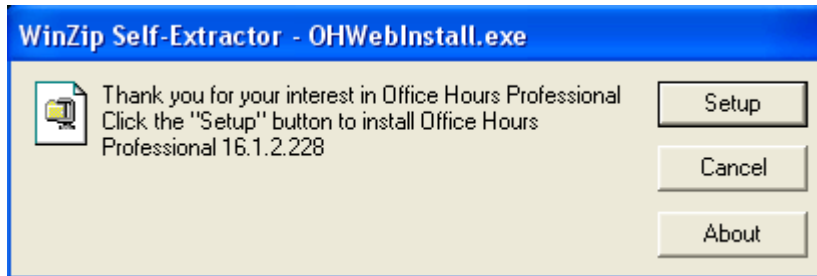 WinZip Self-Extractor - OHWebInstall.exe
Thank you for your interest in Office Hours Professional
Click the "Setup" button to install Office Hours
Professional 16.1.2.228
Setup
Cancel
About